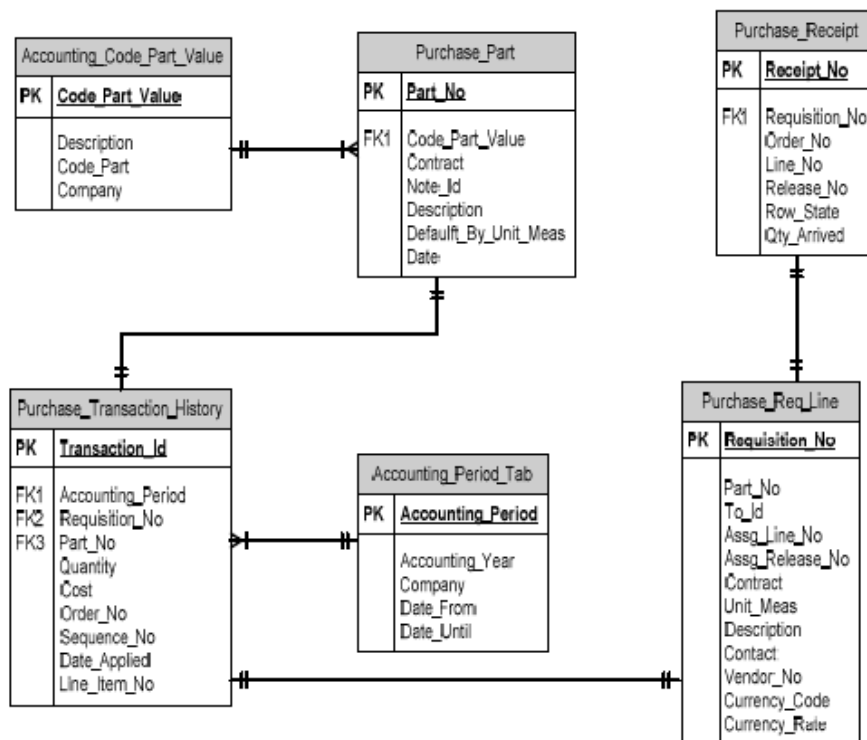 Accounting_Code_Part_Value
PK Code_Part_Value
Description
Code_Part
Company
Purchase_Part
PK Part_No
FK1 Code_Part_Value
Contract
Note_Id
Description
Defaulft_By_Unit_Meas
Date
Purchase_Receipt
PK Receipt_No
FK1 Requisition_No
Order_No
Line_No
Release_No
Row_State
Qty_Arrived
Purchase_Transaction_History
PK Transaction_Id
FK1 Accounting_Period
FK2 Requisition_No
FK3 Part_No
Quantity
Cost
Order_No
Sequence_No
Date_Applied
Line_Item_No
Accounting_Period_Tab
PK Accounting_Period
Accounting_Year
Company
Date_From
Date_Until
Purchase_Req_Line
PK Requisition_No
Part_No
To_Id
Assg_Line_No
Assg_Release_No
Contract
Unit_Meas
Description
Contact
Vendor_No
Currency_Code
Currency_Rate